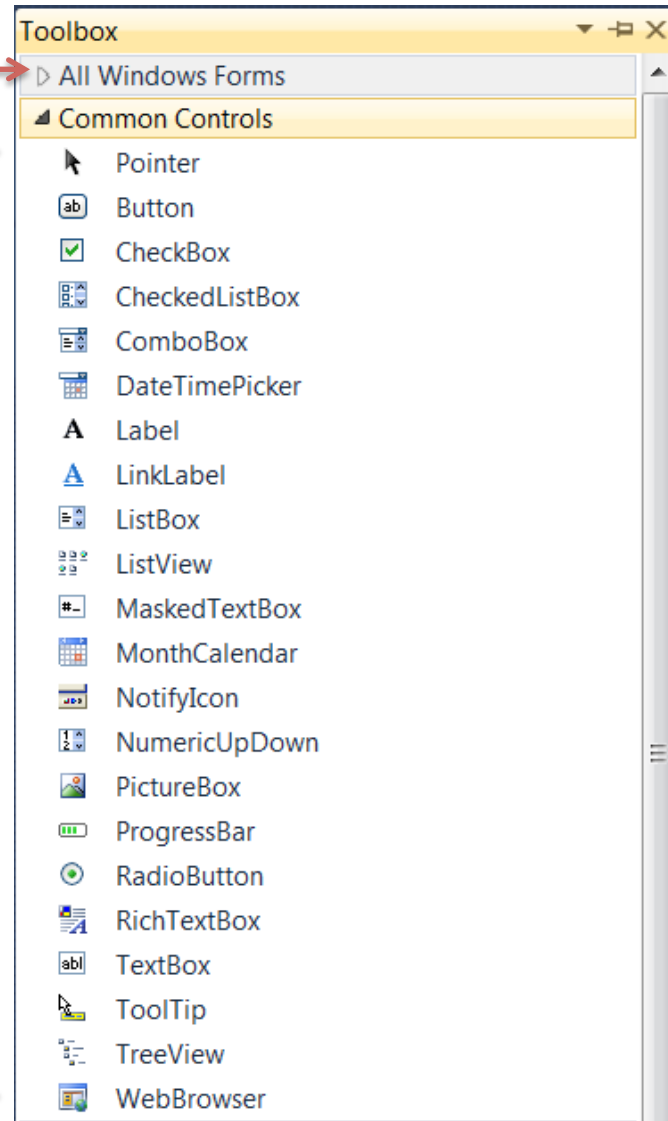 Toolbox
All Windows Forms
Common Controls
Pointer
Button
CheckBox
CheckedListBox
ComboBox
DateTimePicker
Label
LinkLabel
ListBox
ListView
MaskedTextBox
MonthCalendar
NotifyIcon
NumericUpDown
PictureBox
ProgressBar
RadioButton
RichTextBox
TextBox
ToolTip
TreeView
WebBrowser